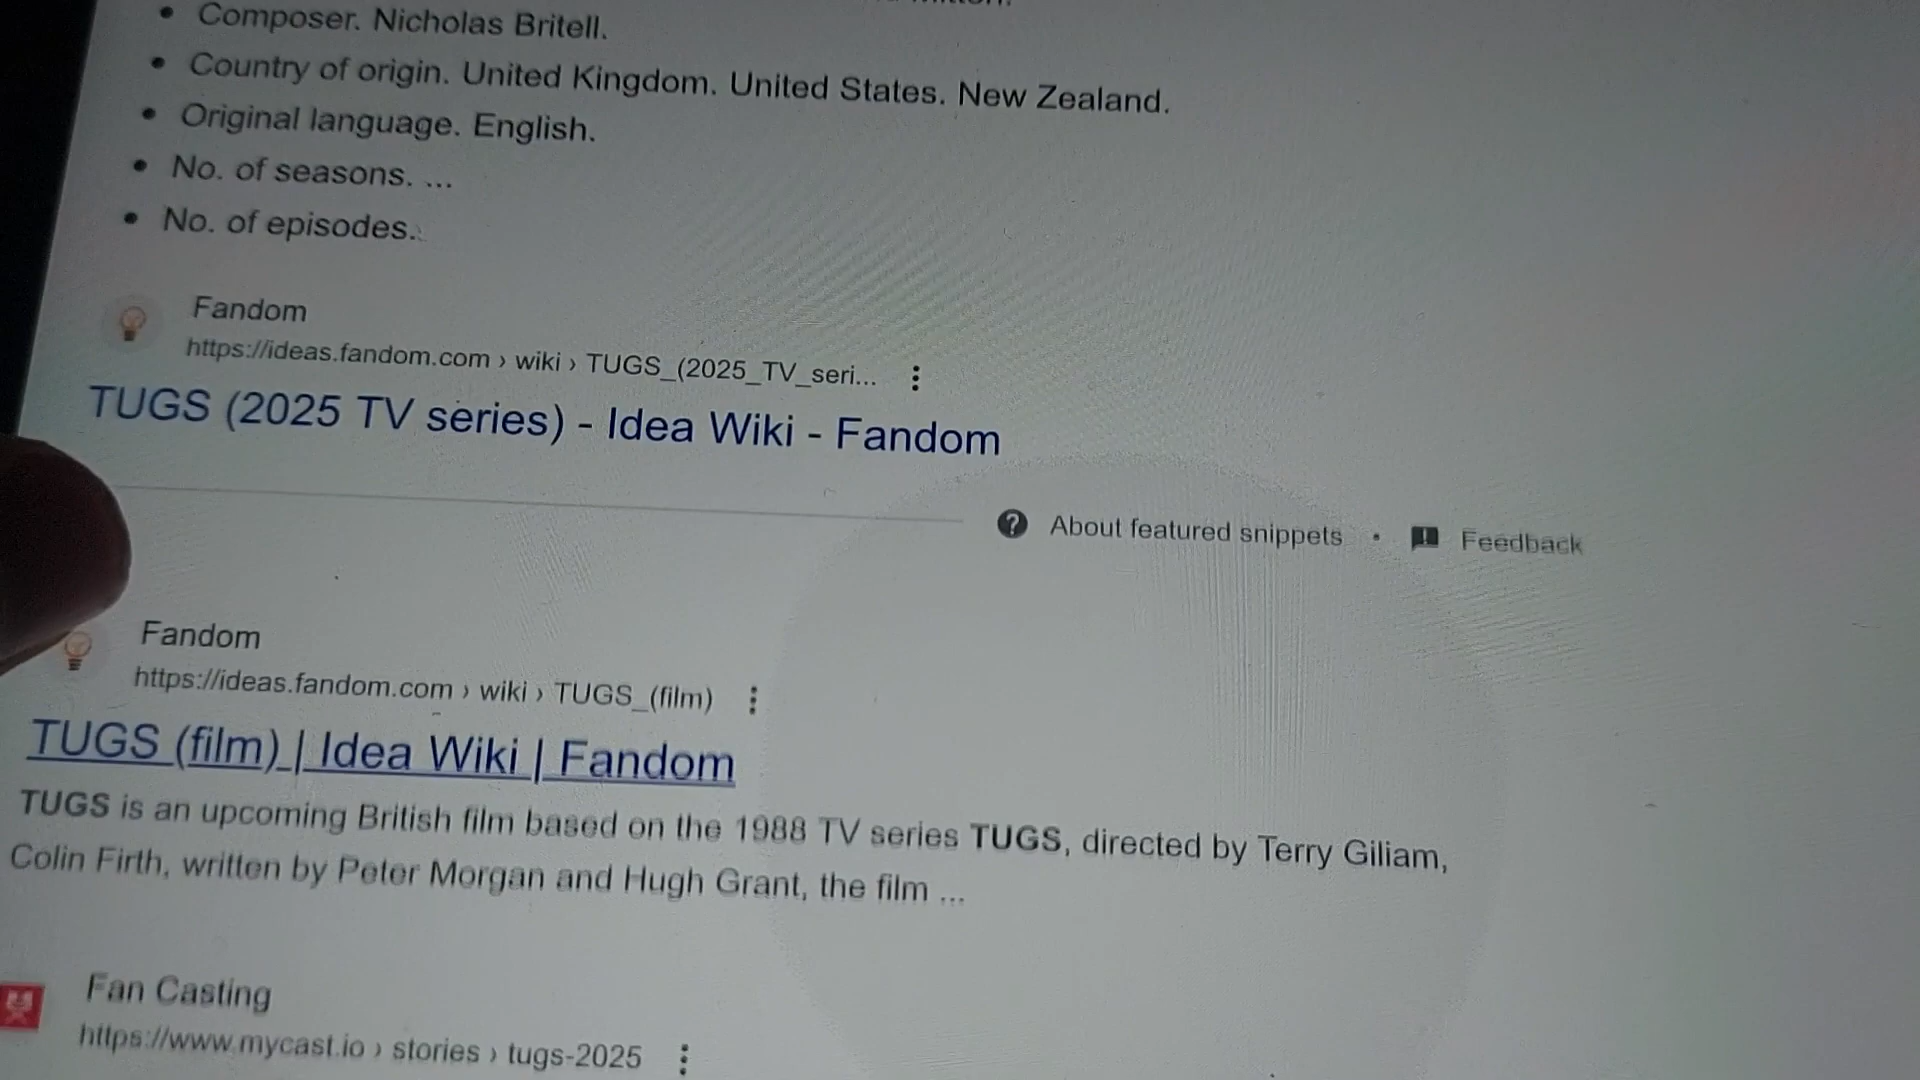 Composer. Nicholas Britell.
Country of origin. United Kingdom. United States. New Zealand.
Original language. English.
No. of seasons. ...
No. of episodes.
Fandom
https://ideas.fandom.com › wiki › TUGS_(2025_TV_seri...
TUGS (2025 TV series) - Idea Wiki - Fandom
About featured snippets • Feedback
Fandom
https://ideas.fandom.com › wiki › TUGS_(film)
TUGS (film) | Idea Wiki | Fandom
TUGS is an upcoming British film based on the 1988 TV series TUGS, directed by Terry Giliam,
Colin Firth, written by Peter Morgan and Hugh Grant, the film ...
Fan Casting
https://www.mycast.io › stories › tugs-2025